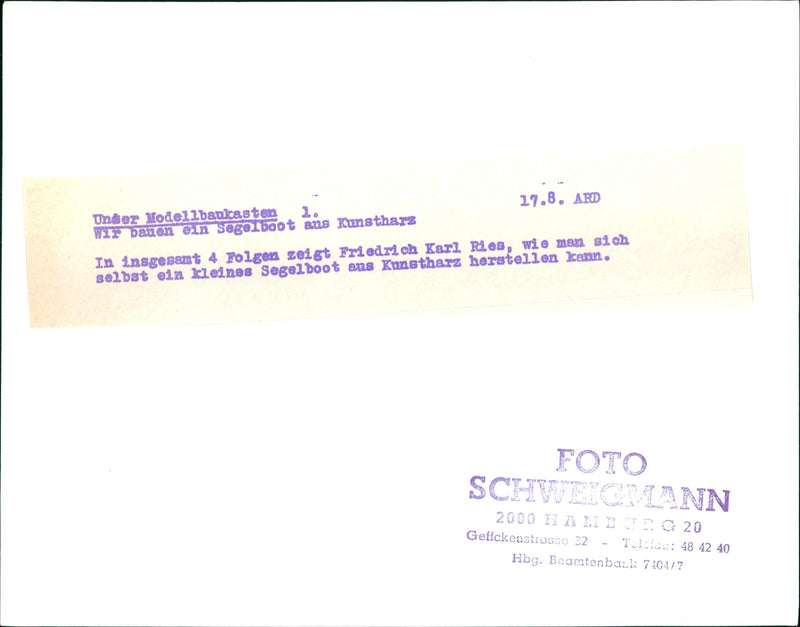 Unser Modellbaukasten 1. 17.8. ARD
Wir bauen ein Segelboot aus Kunstharz
In insgesamt 4 Folgen zeigt Friedrich Karl Ries, wie man sich
selbst ein kleines Segelboot aus Kunstharz herstellen kann.
FOTO
SCHWEIGMANN
2000 HAMBURG 20
Geffckenstrasse 32 - Telefon: 48 42 40
Hbg. Beamtenbank 7404/7